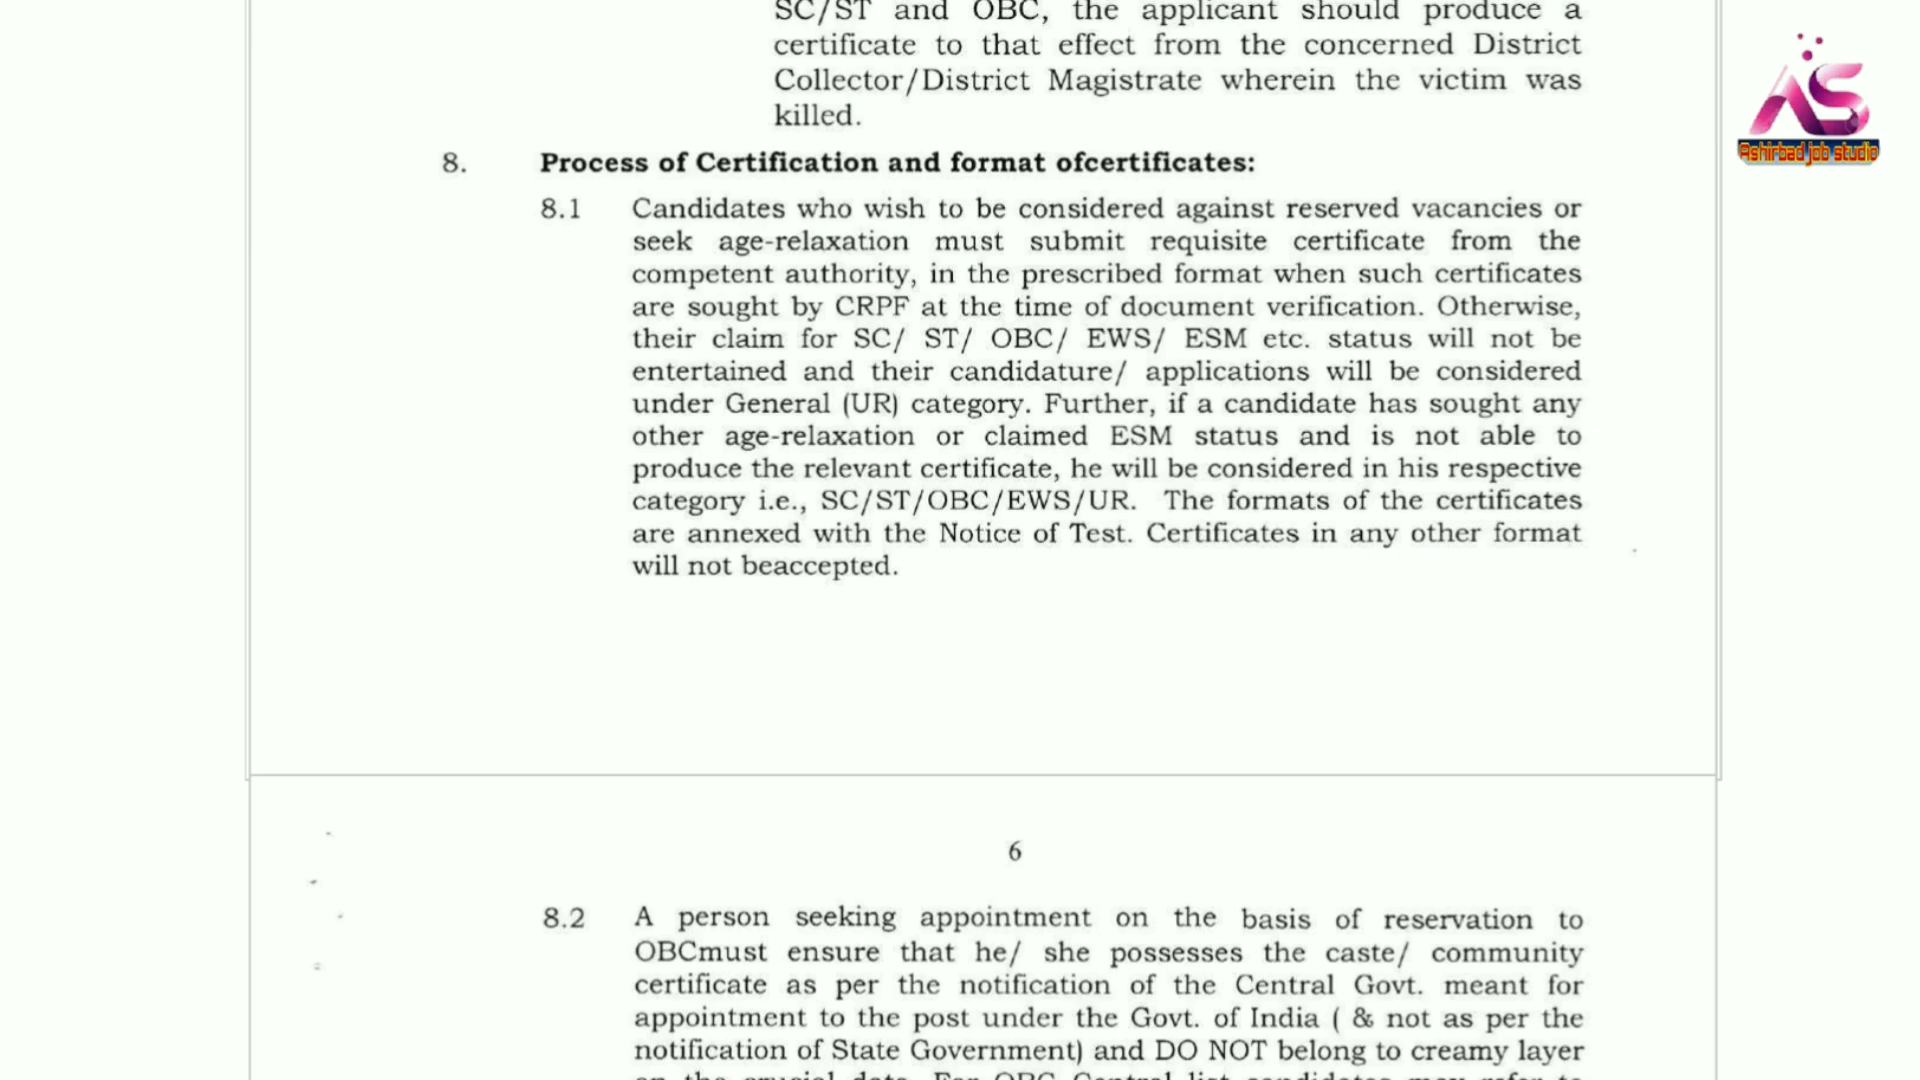 SC/ST and OBC, the applicant should produce a
certificate to that effect from the concerned District
Collector/District Magistrate wherein the victim was
killed.
8. Process of Certification and format ofcertificates:
8.1 Candidates who wish to be considered against reserved vacancies or
seek age-relaxation must submit requisite certificate from the
competent authority, in the prescribed format when such certificates
are sought by CRPF at the time of document verification. Otherwise,
their claim for SC/ ST/ OBC/ EWS/ ESM etc. status will not be
entertained and their candidature/ applications will be considered
under General (UR) category. Further, if a candidate has sought any
other age-relaxation or claimed ESM status and is not able to
produce the relevant certificate, he will be considered in his respective
category i.e., SC/ST/OBC/EWS/UR. The formats of the certificates
are annexed with the Notice of Test. Certificates in any other format
will not beaccepted.
6
8.2 A person seeking appointment on the basis of reservation to
OBCmust ensure that he/ she possesses the caste/ community
certificate as per the notification of the Central Govt. meant for
appointment to the post under the Govt. of India ( & not as per the
notification of State Government) and DO NOT belong to creamy layer
AS
Ashirbad job studio